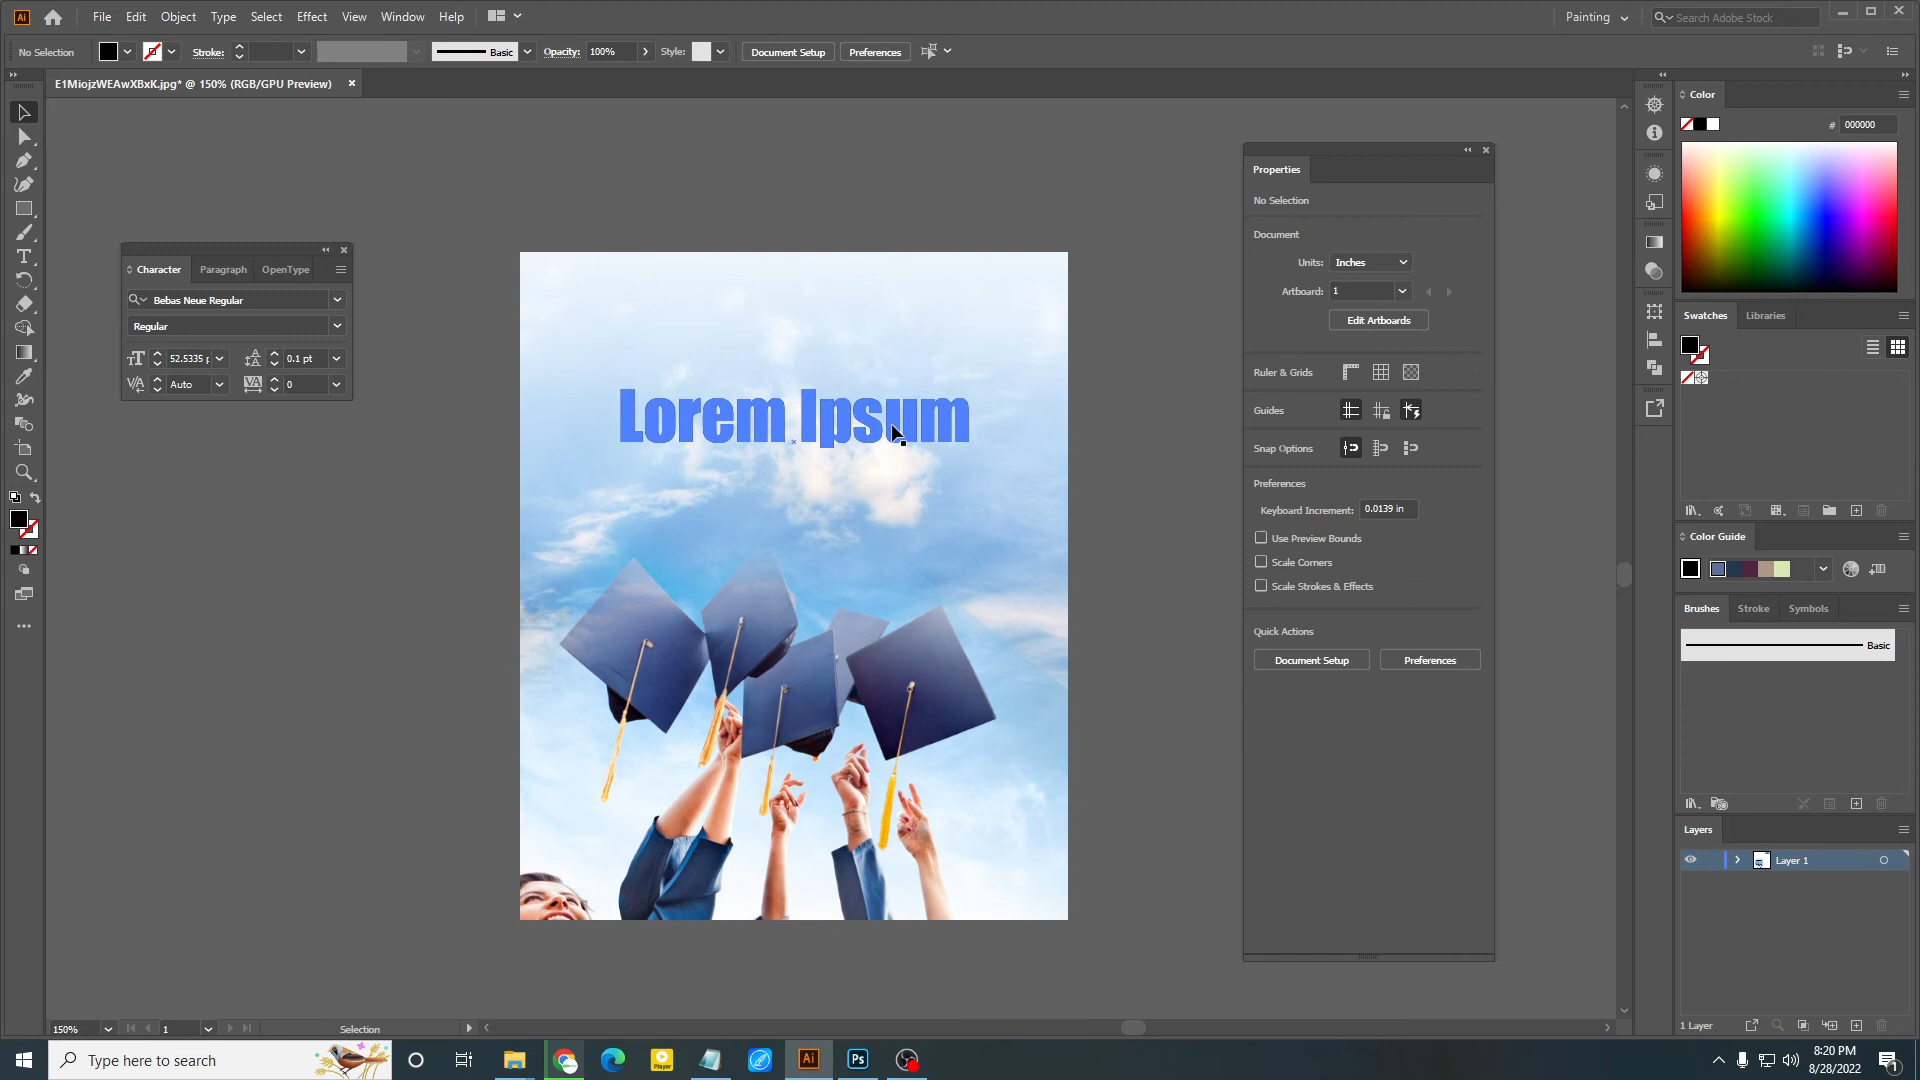 Ai File Edit Object Type Select Effect View Window Help Painting Search Adobe Stock
No Selection Stroke: Basic Opacity: 100% Style: Document Setup Preferences
E1MiojzWEAwXBxK.jpg* @ 150% (RGB/GPU Preview)
Character Paragraph OpenType
Bebas Neue Regular
Regular
52.5335 p 0.1 pt
Auto 0
Lorem Ipsum
Properties
No Selection
Document
Units: Inches
Artboard: 1
Edit Artboards
Ruler & Grids
Guides
Snap Options
Preferences
Keyboard Increment: 0.0139 in
Use Preview Bounds
Scale Corners
Scale Strokes & Effects
Quick Actions
Document Setup Preferences
Color
# 000000
Swatches Libraries
Color Guide
Brushes Stroke Symbols
Basic
Layers
Layer 1
1 Layer
150% 1 Selection
Type here to search
Player
Ai
Ps
8:20 PM
8/28/2022
1